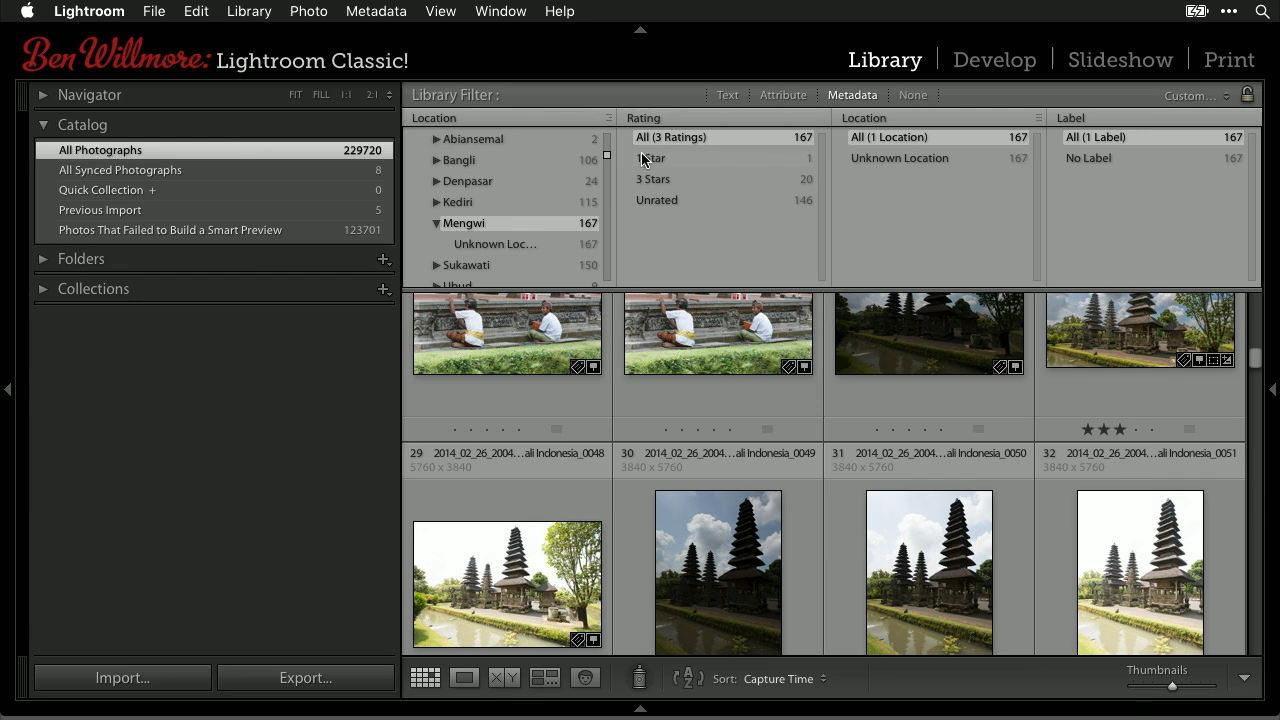 Lightroom File Edit Library Photo Metadata View Window Help
Ben Willmore: Lightroom Classic!
Library Develop Slideshow Print
Navigator FIT FILL 1:1 2:1
Catalog
All Photographs 229720
All Synced Photographs 8
Quick Collection + 0
Previous Import 5
Photos That Failed to Build a Smart Preview 123701
Folders
Collections
Import... Export...
Library Filter : Text Attribute Metadata None Custom...
Location Rating Location Label
Abiansemal 2
Bangli 106
Denpasar 24
Kediri 115
Mengwi 167
Unknown Loc... 167
Sukawati 150
All (3 Ratings) 167
Star 1
3 Stars 20
Unrated 146
All (1 Location) 167
Unknown Location 167
All (1 Label) 167
No Label 167
29 2014_02_26_2004...ali Indonesia_0048
5760 x 3840
30 2014_02_26_2004...ali Indonesia_0049
3840 x 5760
31 2014_02_26_2004...ali Indonesia_0050
3840 x 5760
32 2014_02_26_2004...ali Indonesia_0051
3840 x 5760
XY Sort: Capture Time Thumbnails